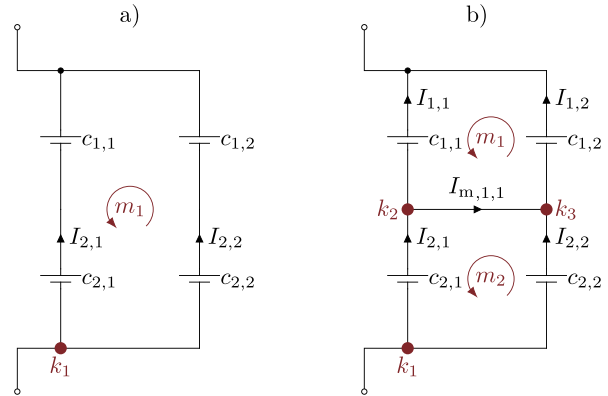 a)
c1,1
c1,2
m1
I2,1
I2,2
c2,1
c2,2
k1
b)
I1,1
I1,2
c1,1
m1
c1,2
Im,1,1
k2
k3
I2,1
I2,2
c2,1
m2
c2,2
k1